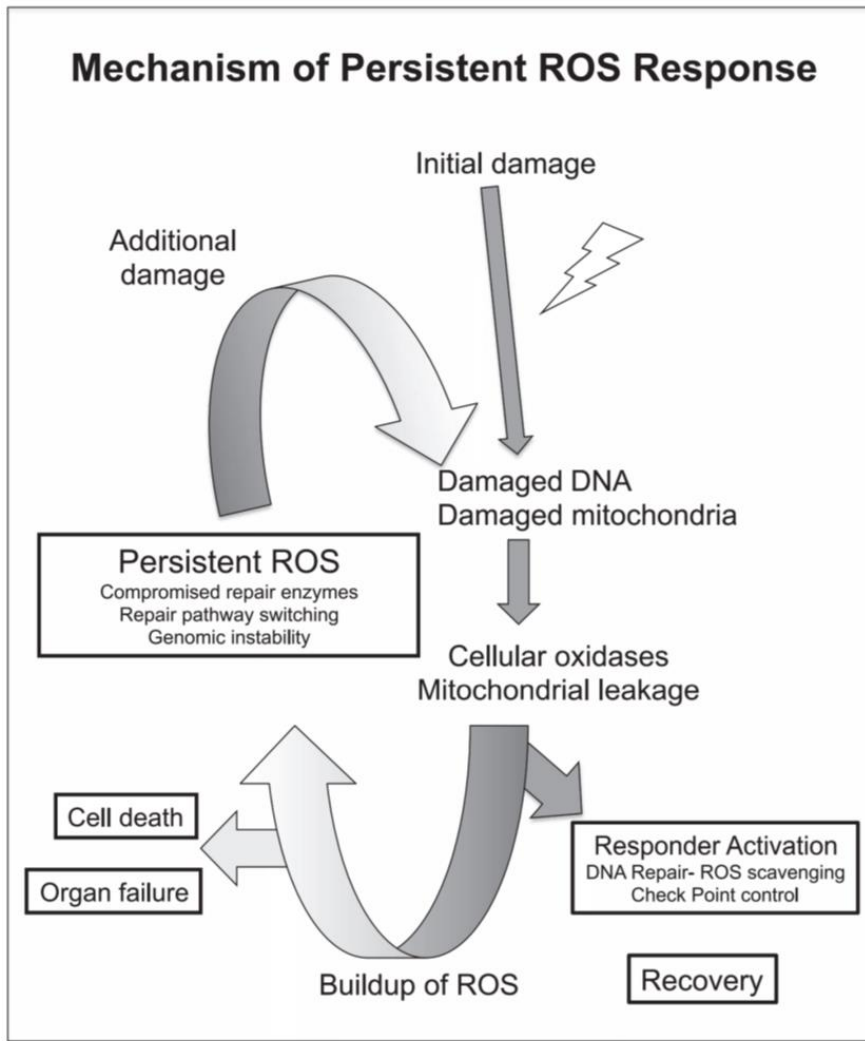 Mechanism of Persistent ROS Response
Initial damage
Additional
damage
Damaged DNA
Damaged mitochondria
Persistent ROS
Compromised repair enzymes
Repair pathway switching
Genomic instability
Cellular oxidases
Mitochondrial leakage
Cell death
Organ failure
Responder Activation
DNA Repair- ROS scavenging
Check Point control
Buildup of ROS
Recovery